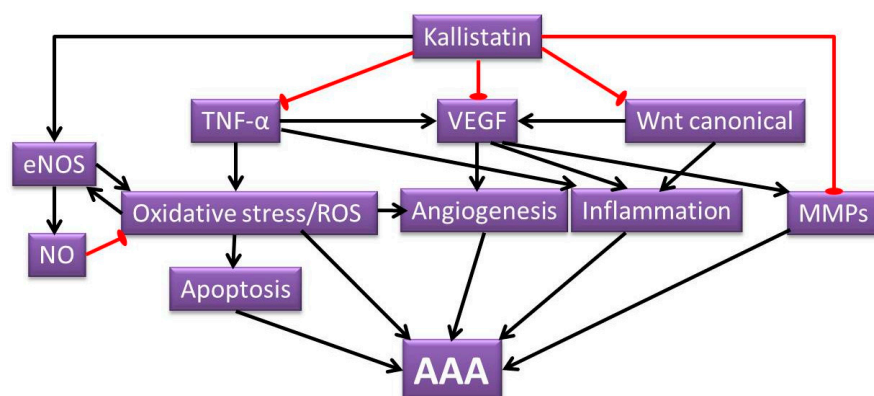 Kallistatin
TNF-α
VEGF
Wnt canonical
eNOS
Oxidative stress/ROS
Angiogenesis
Inflammation
MMPs
NO
Apoptosis
AAA